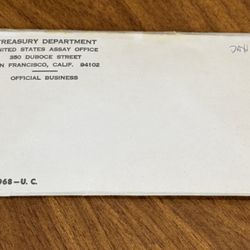 TREASURY DEPARTMENT
UNITED STATES ASSAY OFFICE
350 DUBOCE STREET
SAN FRANCISCO, CALIF. 94102
OFFICIAL BUSINESS
1968—U. C.